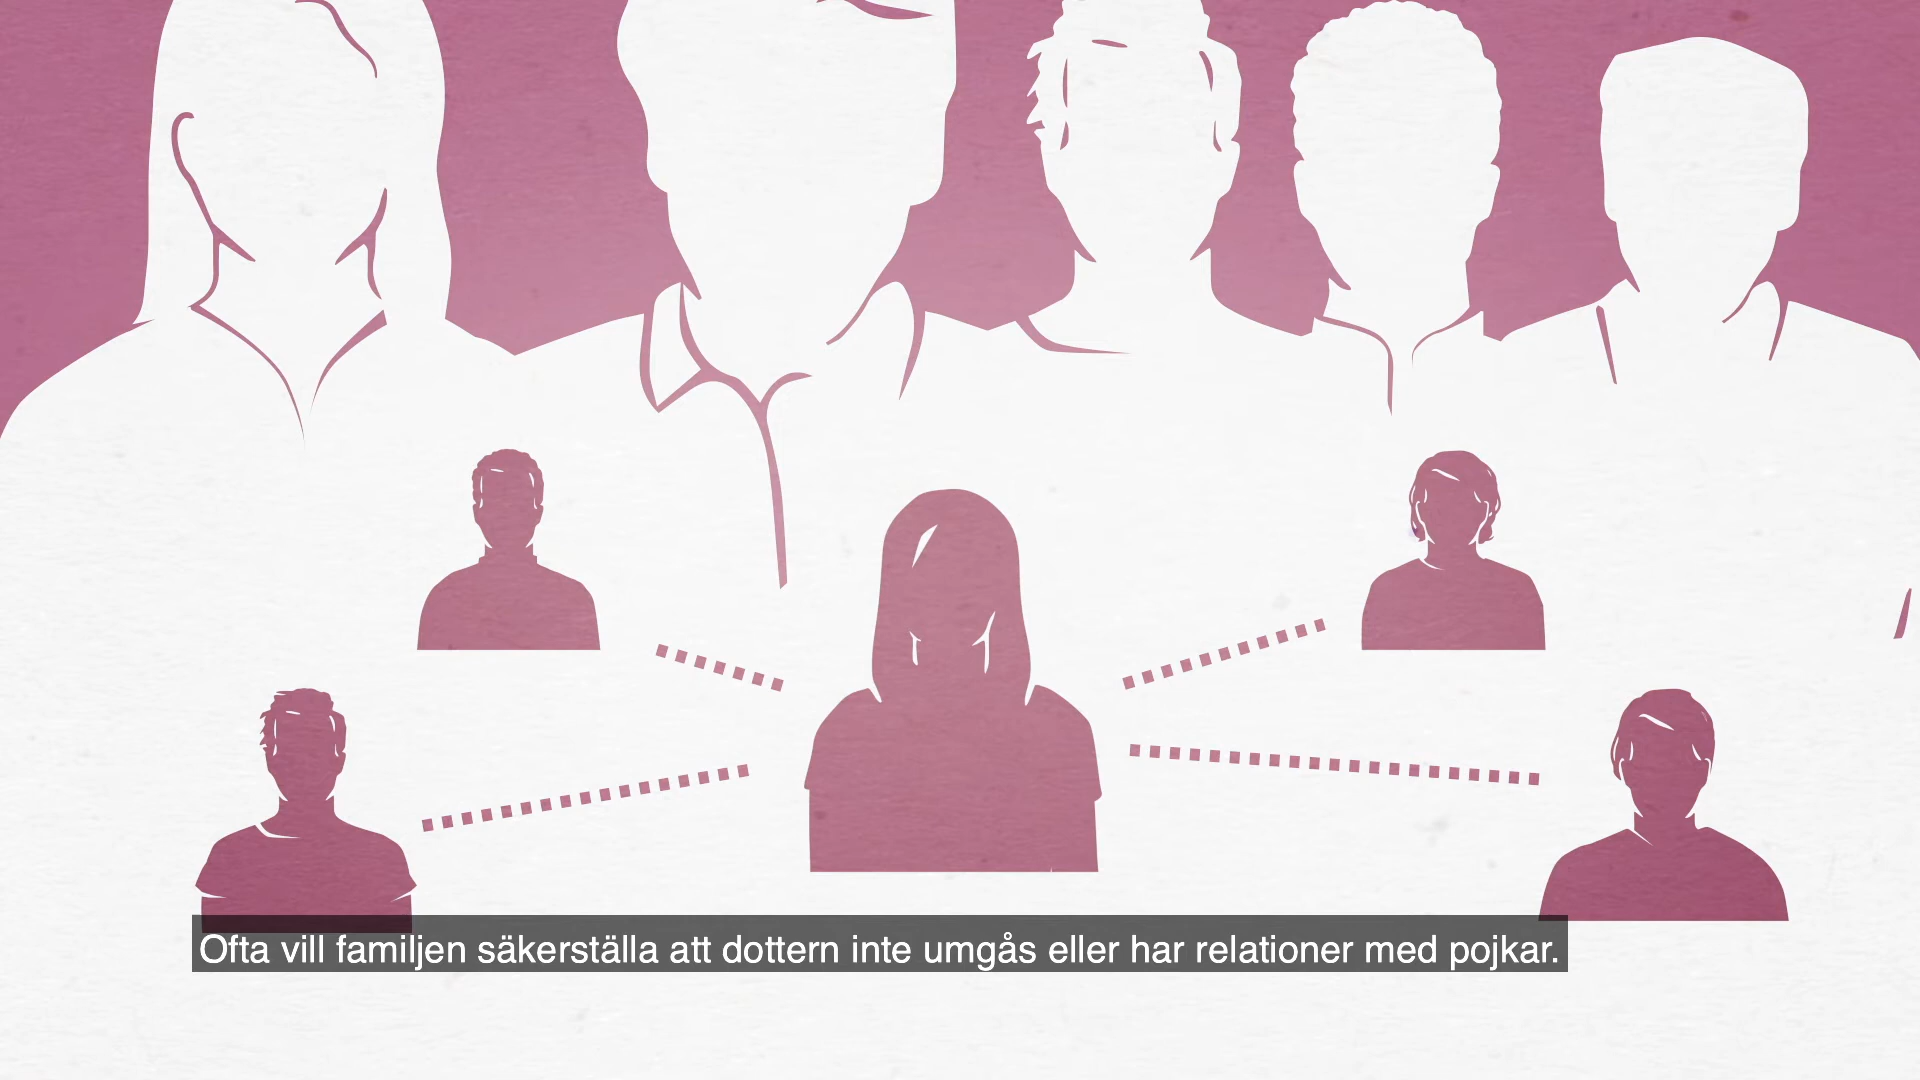 Ofta vill familjen säkerställa att dottern inte umgås eller har relationer med pojkar.